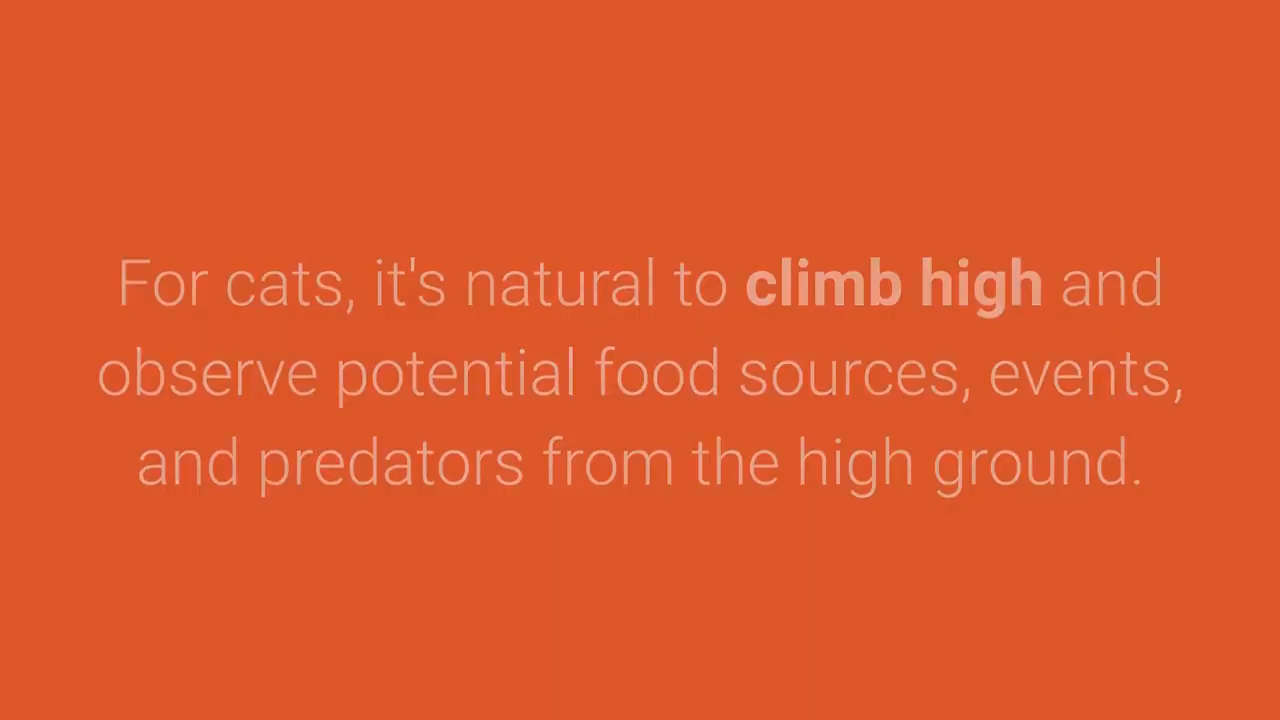 For cats, it's natural to climb high and
observe potential food sources, events,
and predators from the high ground.